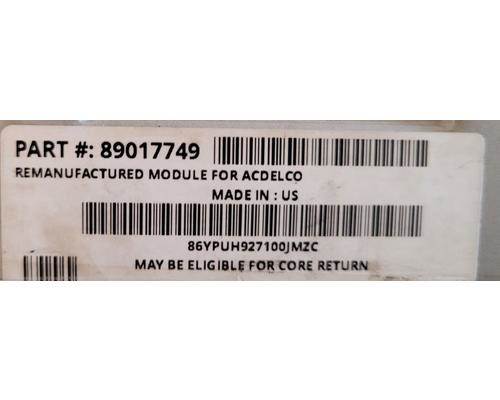 PART #: 89017749
REMANUFACTURED MODULE FOR ACDELCO
MADE IN : US
86YPUH927100JMZC
MAY BE ELIGIBLE FOR CORE RETURN